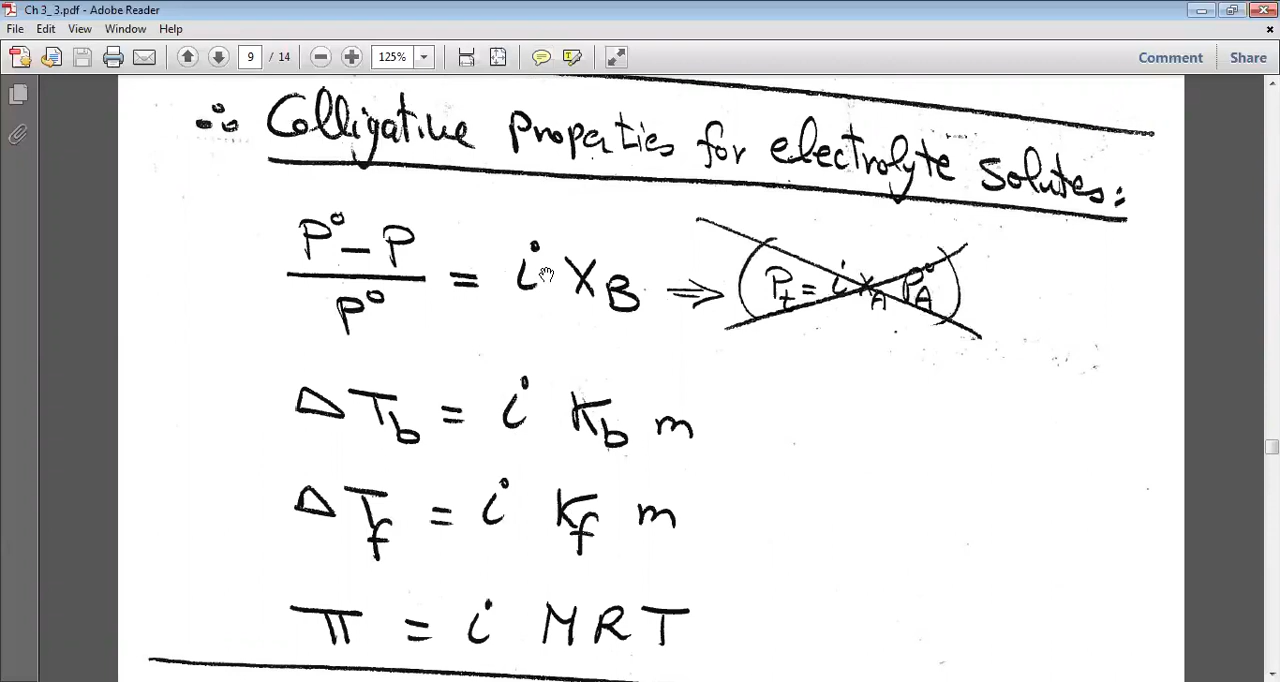 Ch 3_3.pdf - Adobe Reader
File Edit View Window Help
9 / 14 125% Comment Share
∴ Colligative Properties for electrolyte solutes:
P° - P / P° = i X_B ⇒ (P_t = i X_A P°_A)
ΔT_b = i K_b m
ΔT_f = i K_f m
π = i M R T